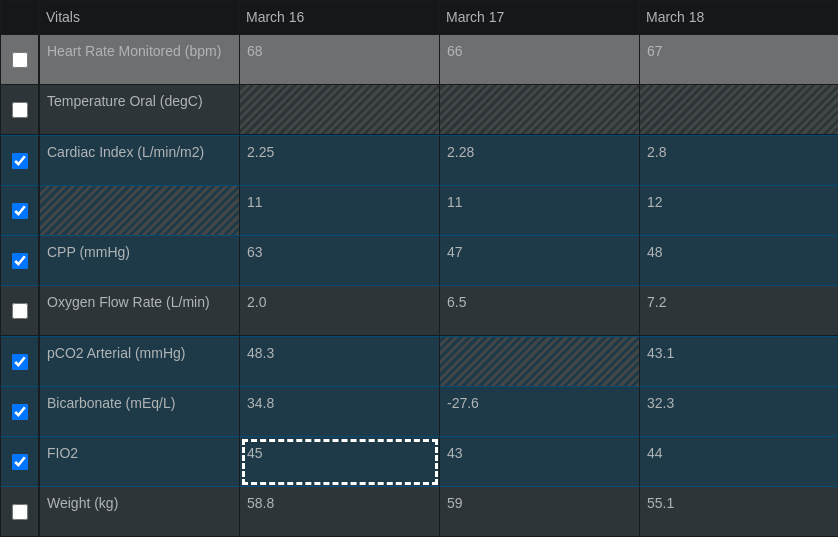 Vitals March 16 March 17 March 18
Heart Rate Monitored (bpm) 68 66 67
Temperature Oral (degC)
Cardiac Index (L/min/m2) 2.25 2.28 2.8
11 11 12
CPP (mmHg) 63 47 48
Oxygen Flow Rate (L/min) 2.0 6.5 7.2
pCO2 Arterial (mmHg) 48.3 43.1
Bicarbonate (mEq/L) 34.8 -27.6 32.3
FIO2 45 43 44
Weight (kg) 58.8 59 55.1